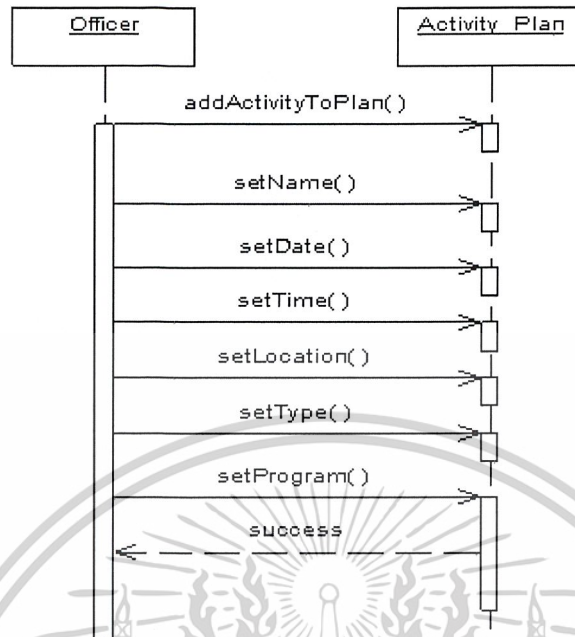 Officer
Activity Plan
addActivityToPlan()
setName()
setDate()
setTime()
setLocation()
setType()
setProgram()
success